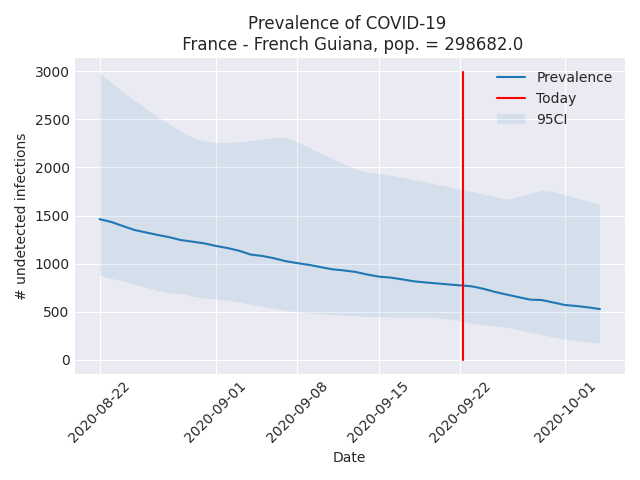 Prevalence of COVID-19
France - French Guiana, pop. = 298682.0
Prevalence
Today
95CI
# undetected infections
3000
2500
2000
1500
1000
500
0
2020-08-22
2020-09-01
2020-09-08
2020-09-15
2020-09-22
2020-10-01
Date